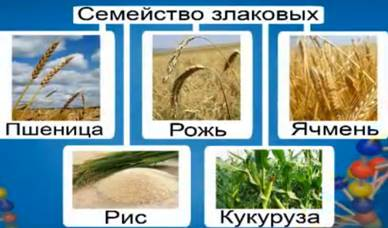 Семейство злаковых
Пшеница
Рожь
Ячмень
Рис
Кукуруза